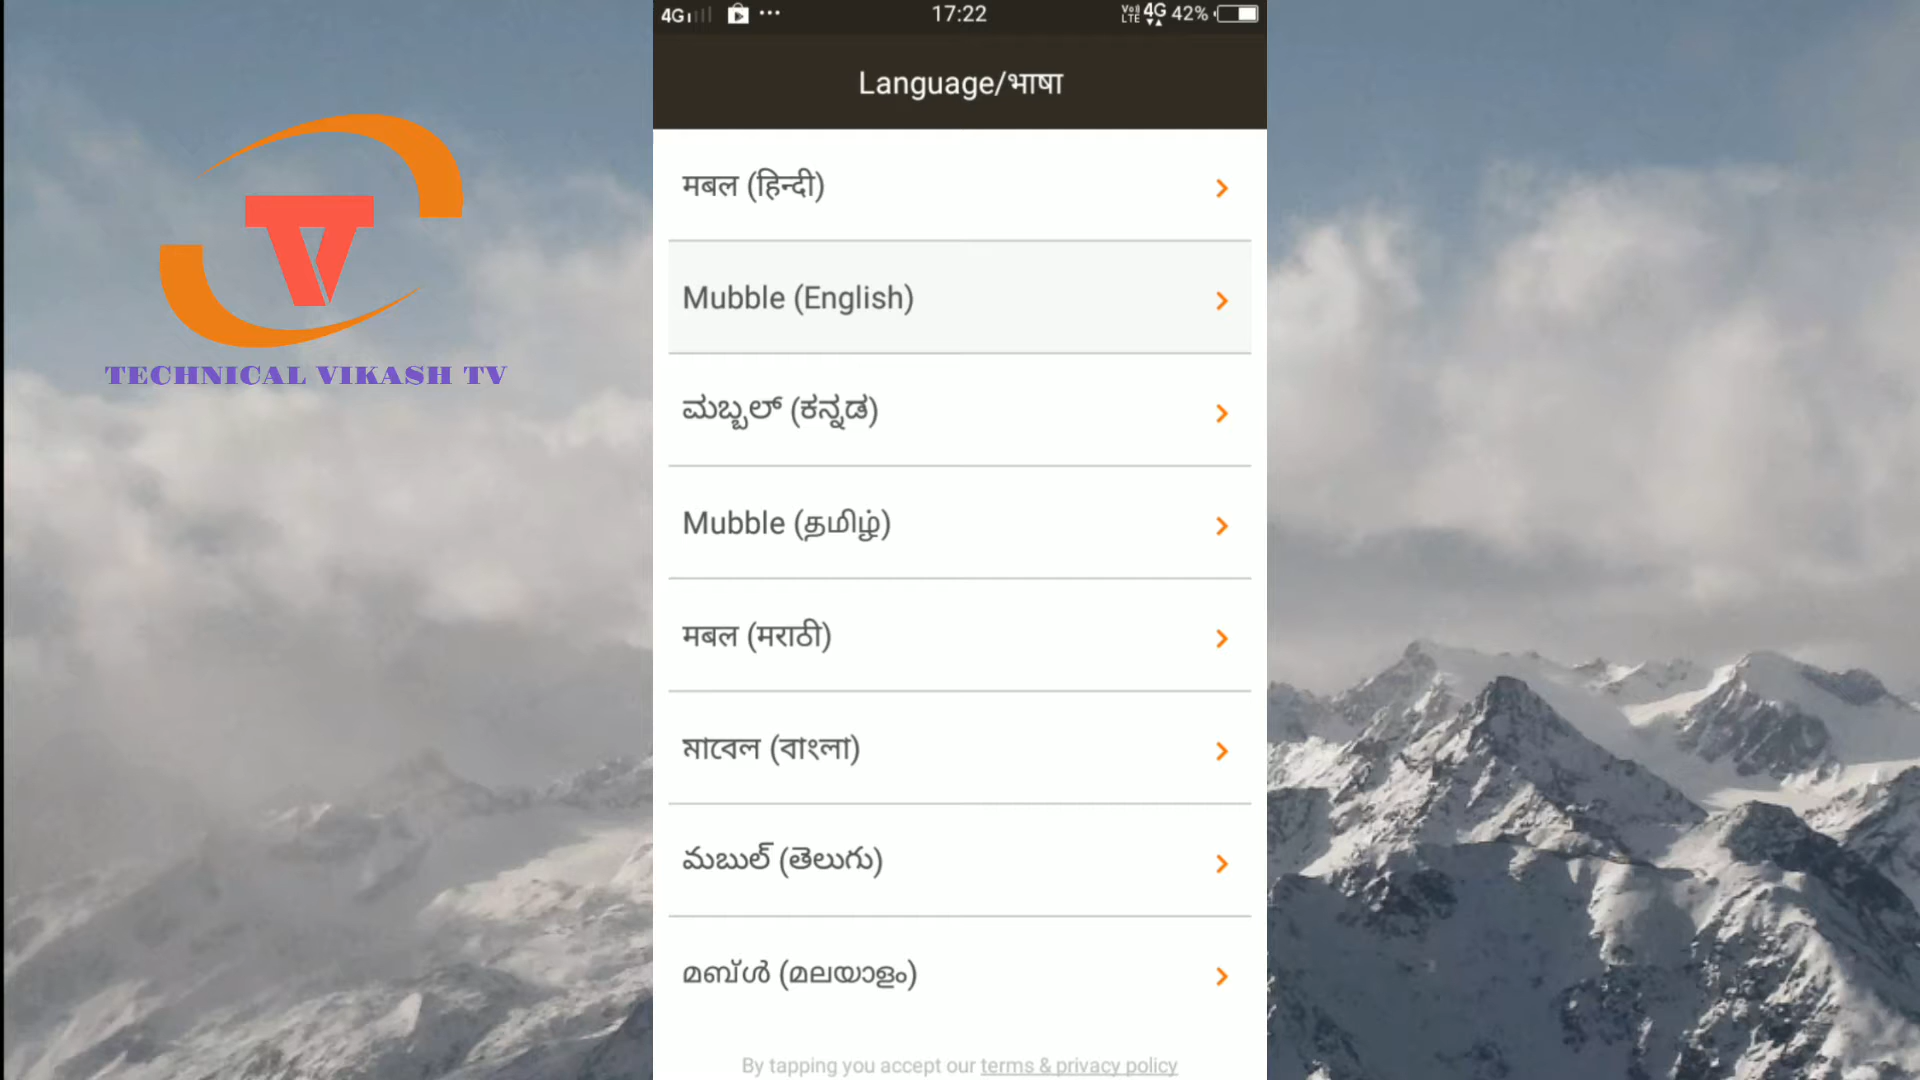 4G 17:22 4G 42%
Language/भाषा
मबल (हिन्दी)
Mubble (English)
ಮಬ್ಬಲ್ (ಕನ್ನಡ)
Mubble (தமிழ்)
मबल (मराठी)
মাবেল (বাংলা)
మబుల్ (తెలుగు)
മബ്ൾ (മലയാളം)
By tapping you accept our terms & privacy policy
TECHNICAL VIKASH TV